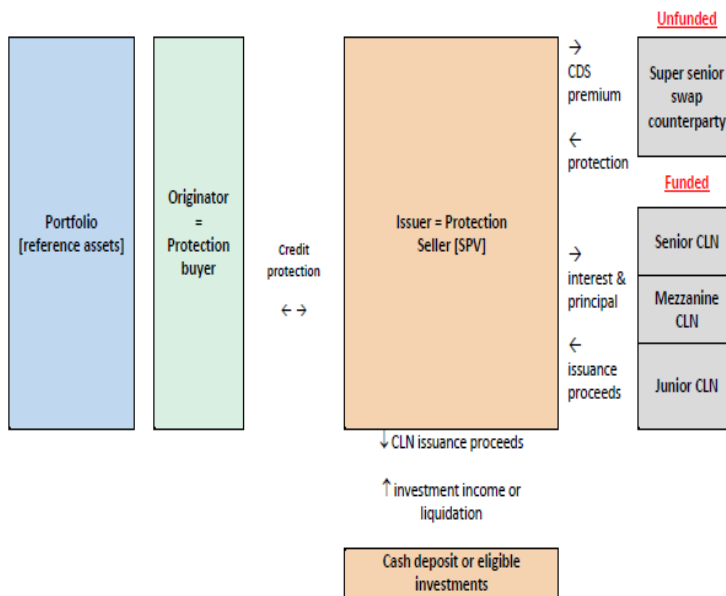 Unfunded
→
CDS
premium
←
protection
Super senior
swap
counterparty
Funded
Portfolio
[reference assets]
Originator
=
Protection
buyer
Credit
protection
← →
Issuer = Protection
Seller [SPV]
→
interest &
principal
←
issuance
proceeds
Senior CLN
Mezzanine
CLN
Junior CLN
↓ CLN issuance proceeds
↑ investment income or
liquidation
Cash deposit or eligible
investments